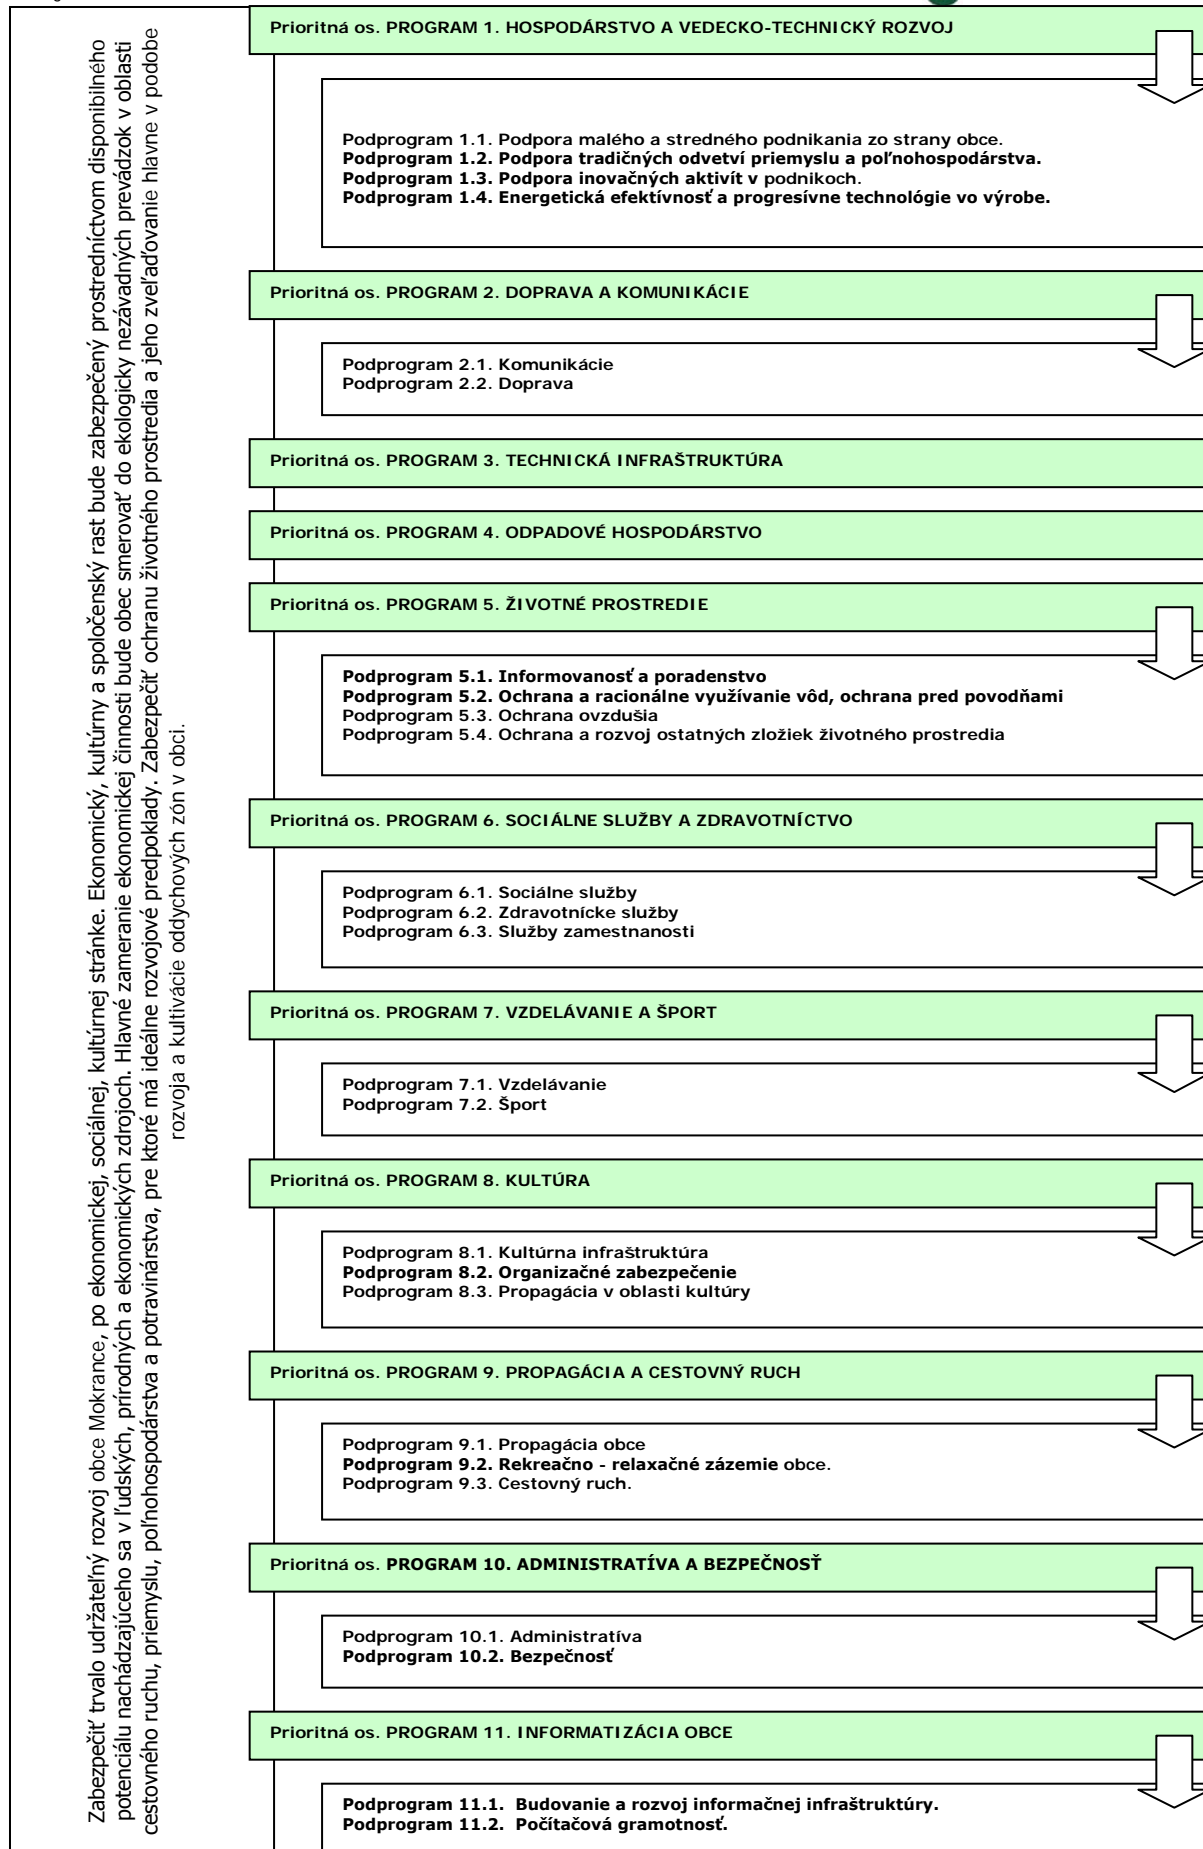 Zabezpečiť trvalo udržateľný rozvoj obce Mokrance, po ekonomickej, sociálnej, kultúrnej stránke. Ekonomický, kultúrny a spoločenský rast bude zabezpečený prostredníctvom disponibilného
potenciálu nachádzajúceho sa v ľudských, prírodných a ekonomických zdrojoch. Hlavné zameranie ekonomickej činnosti bude obec smerovať do ekologicky nezávadných prevádzok v oblasti
cestovného ruchu, priemyslu, poľnohospodárstva a potravinárstva, pre ktoré má ideálne rozvojové predpoklady. Zabezpečiť ochranu životného prostredia a jeho zveľaďovanie hlavne v podobe
rozvoja a kultivácie oddychových zón v obci.
Prioritná os. PROGRAM 1. HOSPODÁRSTVO A VEDECKO-TECHNICKÝ ROZVOJ
Podprogram 1.1. Podpora malého a stredného podnikania zo strany obce.
Podprogram 1.2. Podpora tradičných odvetví priemyslu a poľnohospodárstva.
Podprogram 1.3. Podpora inovačných aktivít v podnikoch.
Podprogram 1.4. Energetická efektívnosť a progresívne technológie vo výrobe.
Prioritná os. PROGRAM 2. DOPRAVA A KOMUNIKÁCIE
Podprogram 2.1. Komunikácie
Podprogram 2.2. Doprava
Prioritná os. PROGRAM 3. TECHNICKÁ INFRAŠTRUKTÚRA
Prioritná os. PROGRAM 4. ODPADOVÉ HOSPODÁRSTVO
Prioritná os. PROGRAM 5. ŽIVOTNÉ PROSTREDIE
Podprogram 5.1. Informovanosť a poradenstvo
Podprogram 5.2. Ochrana a racionálne využívanie vôd, ochrana pred povodňami
Podprogram 5.3. Ochrana ovzdušia
Podprogram 5.4. Ochrana a rozvoj ostatných zložiek životného prostredia
Prioritná os. PROGRAM 6. SOCIÁLNE SLUŽBY A ZDRAVOTNÍCTVO
Podprogram 6.1. Sociálne služby
Podprogram 6.2. Zdravotnícke služby
Podprogram 6.3. Služby zamestnanosti
Prioritná os. PROGRAM 7. VZDELÁVANIE A ŠPORT
Podprogram 7.1. Vzdelávanie
Podprogram 7.2. Šport
Prioritná os. PROGRAM 8. KULTÚRA
Podprogram 8.1. Kultúrna infraštruktúra
Podprogram 8.2. Organizačné zabezpečenie
Podprogram 8.3. Propagácia v oblasti kultúry
Prioritná os. PROGRAM 9. PROPAGÁCIA A CESTOVNÝ RUCH
Podprogram 9.1. Propagácia obce
Podprogram 9.2. Rekreačno - relaxačné zázemie obce.
Podprogram 9.3. Cestovný ruch.
Prioritná os. PROGRAM 10. ADMINISTRATÍVA A BEZPEČNOSŤ
Podprogram 10.1. Administratíva
Podprogram 10.2. Bezpečnosť
Prioritná os. PROGRAM 11. INFORMATIZÁCIA OBCE
Podprogram 11.1. Budovanie a rozvoj informačnej infraštruktúry.
Podprogram 11.2. Počítačová gramotnosť.